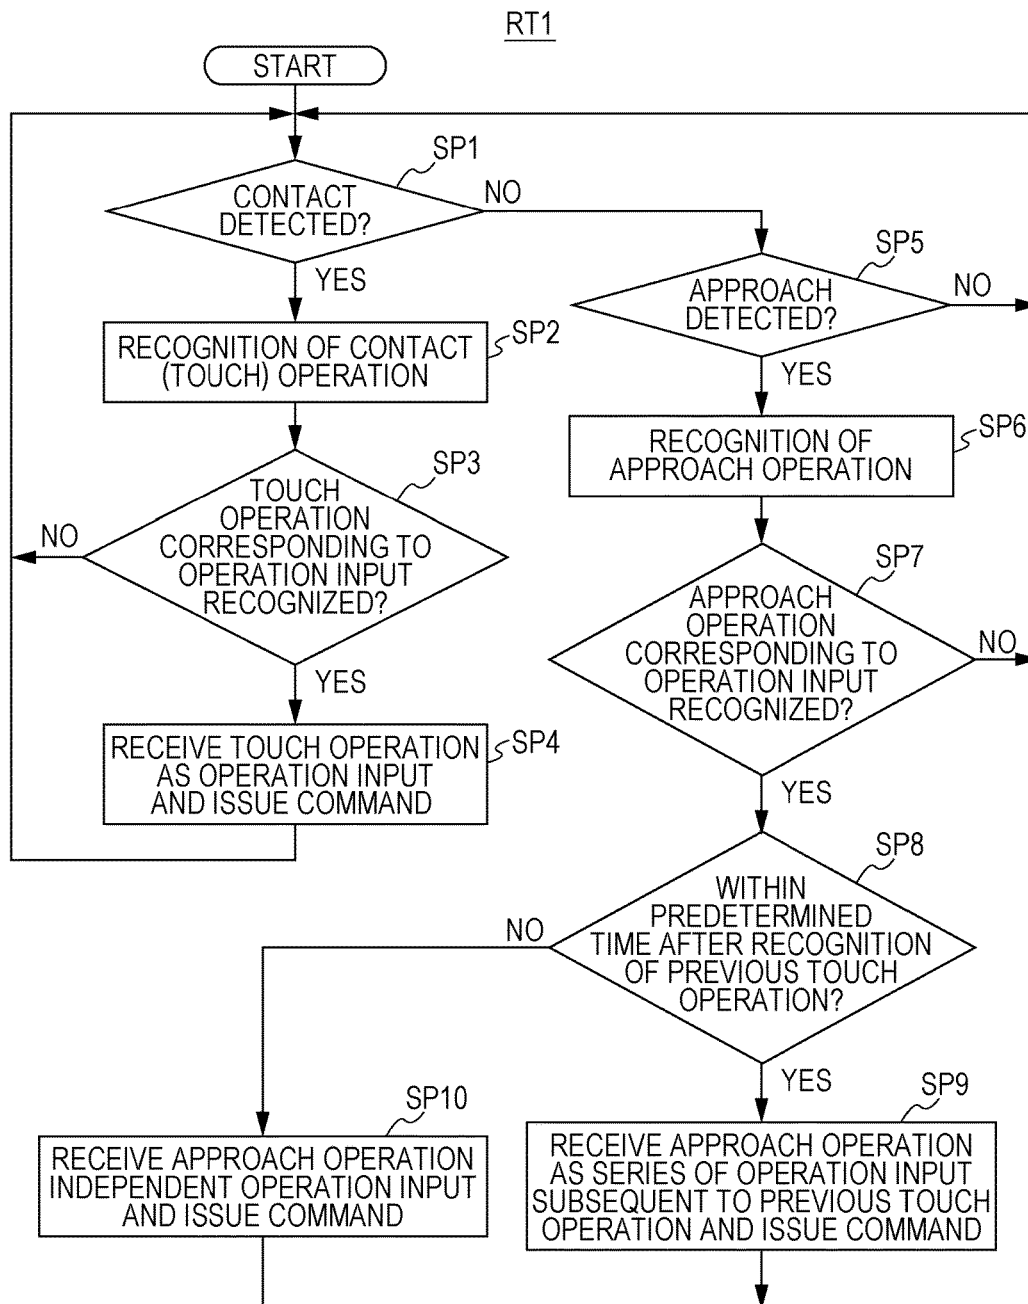 RT1
START
SP1
CONTACT
DETECTED?
NO
YES
SP2
RECOGNITION OF CONTACT
(TOUCH) OPERATION
SP3
TOUCH
OPERATION
CORRESPONDING TO
OPERATION INPUT
RECOGNIZED?
NO
YES
SP4
RECEIVE TOUCH OPERATION
AS OPERATION INPUT
AND ISSUE COMMAND
SP5
APPROACH
DETECTED?
NO
YES
SP6
RECOGNITION OF
APPROACH OPERATION
SP7
APPROACH
OPERATION
CORRESPONDING TO
OPERATION INPUT
RECOGNIZED?
NO
YES
SP8
WITHIN
PREDETERMINED
TIME AFTER RECOGNITION
OF PREVIOUS TOUCH
OPERATION?
NO
YES
SP10
RECEIVE APPROACH OPERATION
INDEPENDENT OPERATION INPUT
AND ISSUE COMMAND
SP9
RECEIVE APPROACH OPERATION
AS SERIES OF OPERATION INPUT
SUBSEQUENT TO PREVIOUS TOUCH
OPERATION AND ISSUE COMMAND